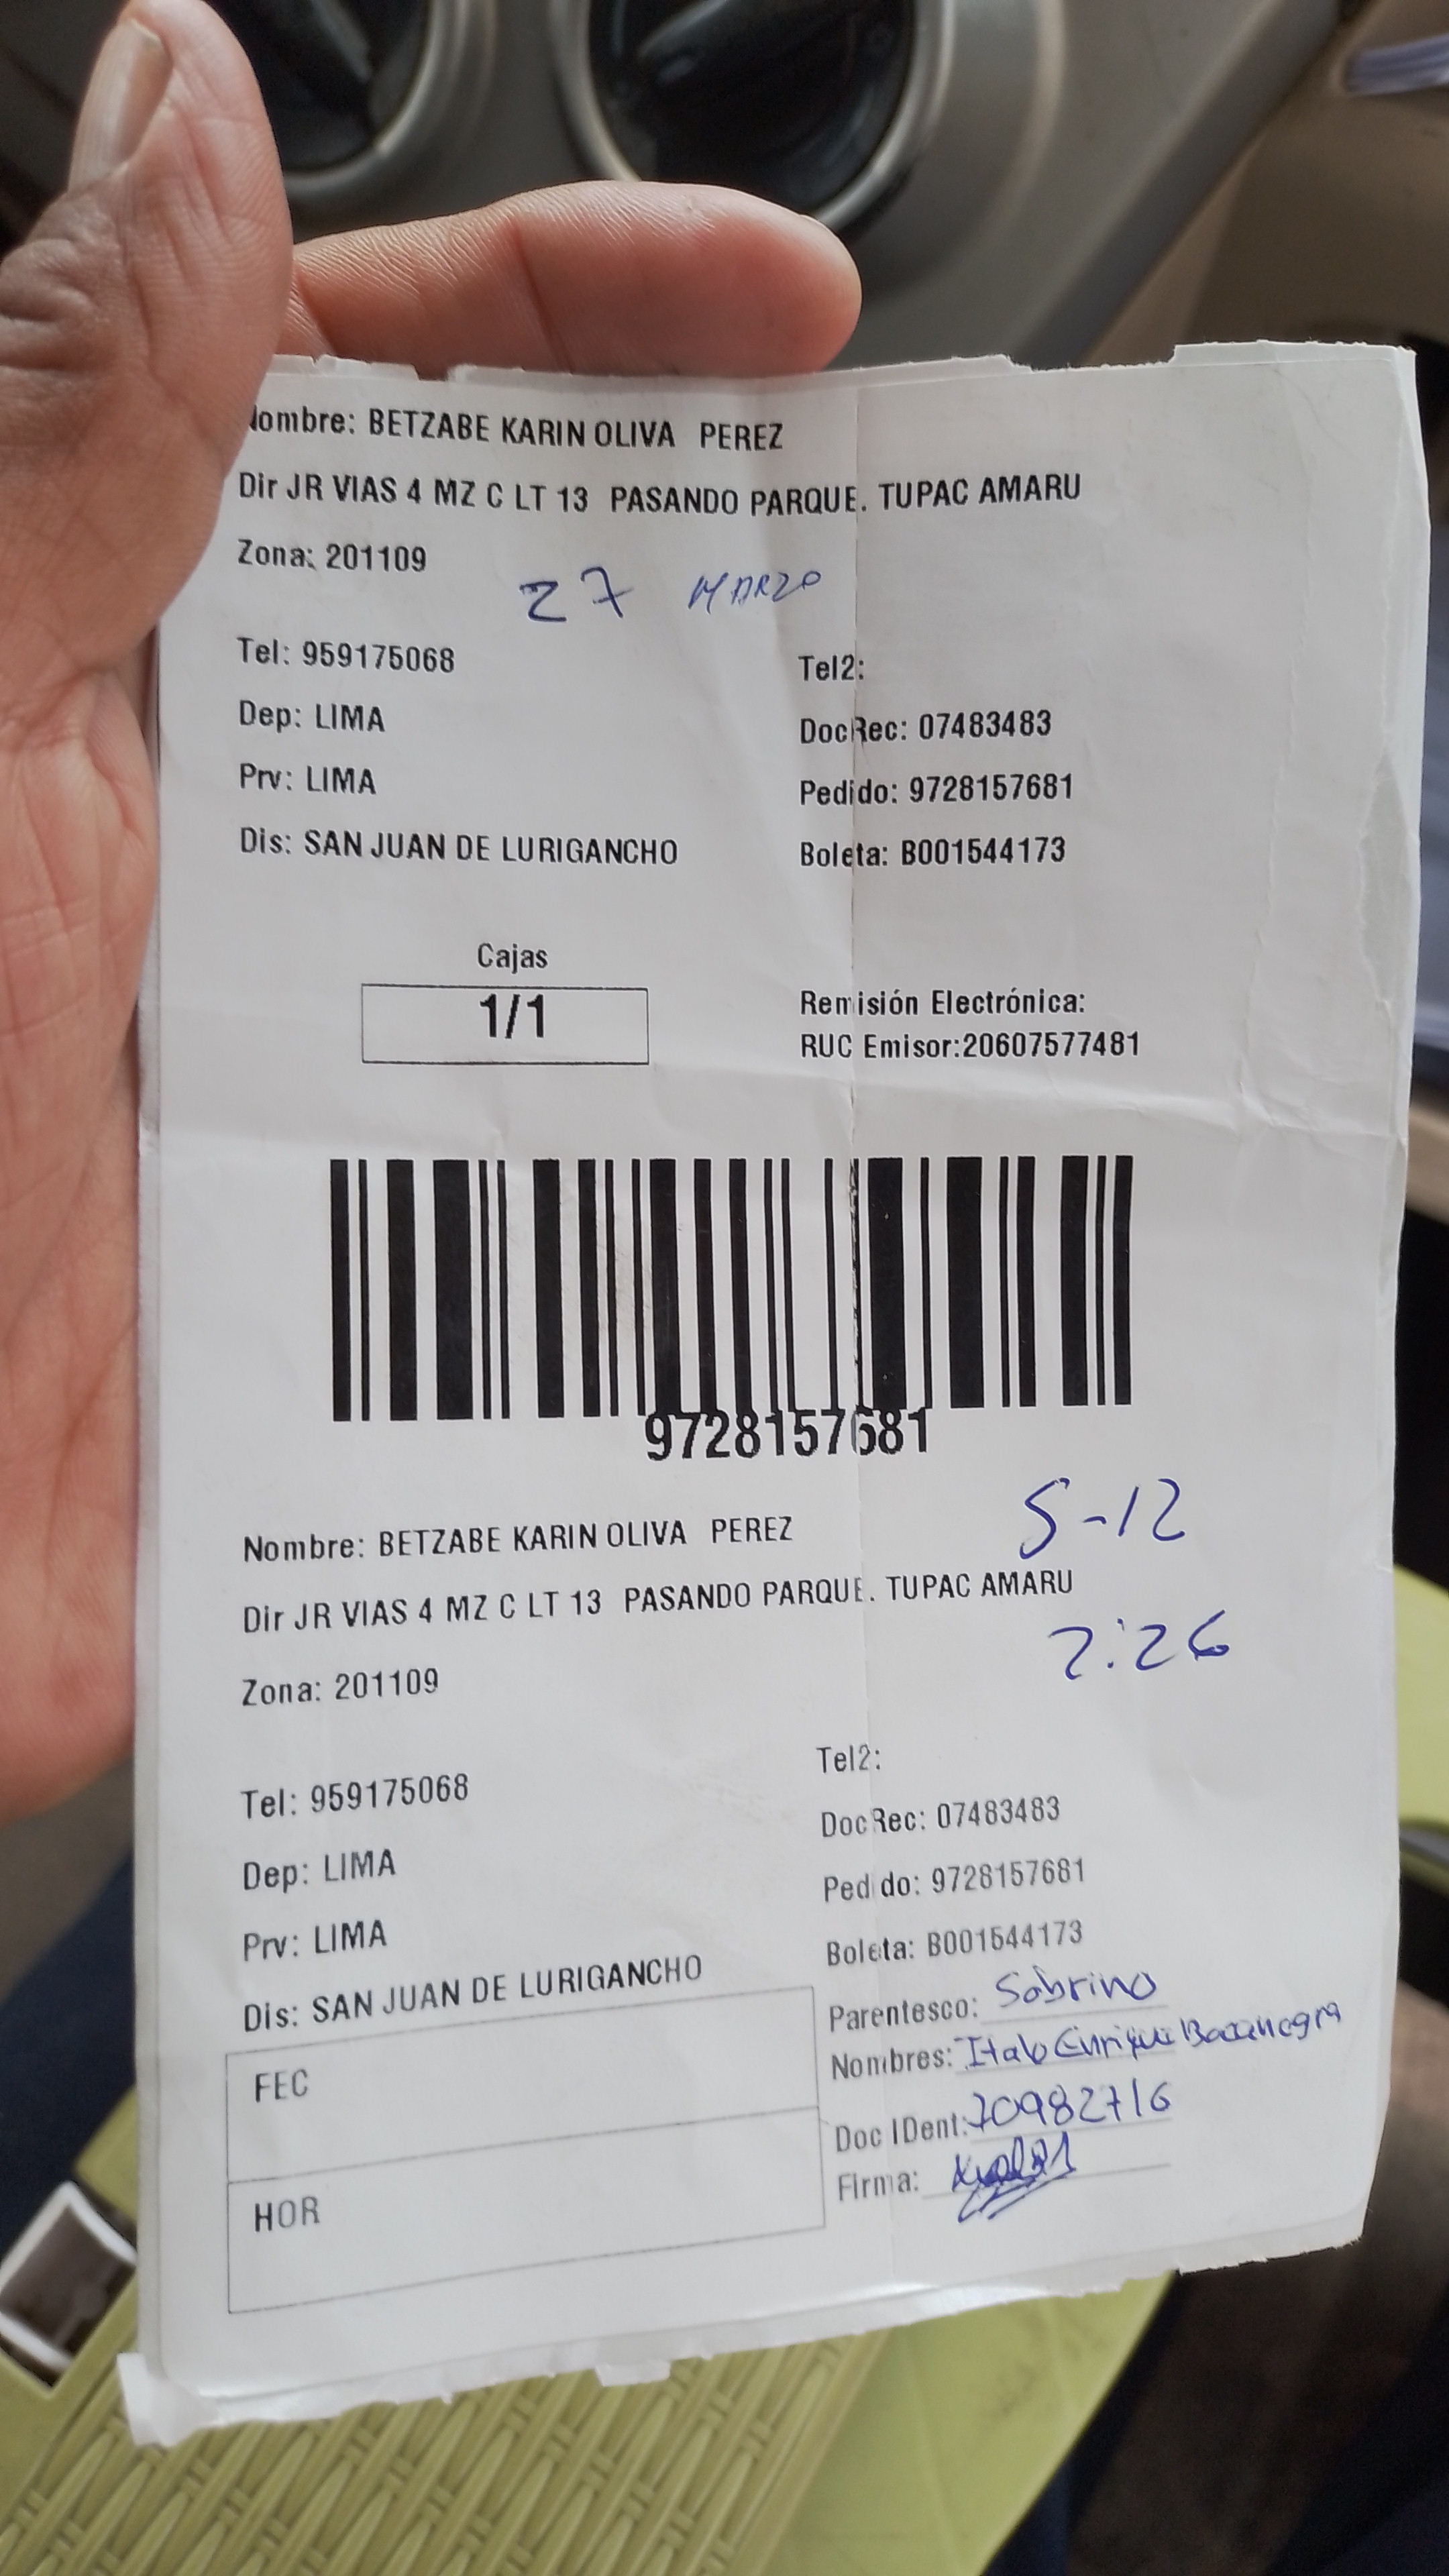 Nombre: BETZABE KARIN OLIVA PEREZ
Dir JR VIAS 4 MZ C LT 13 PASANDO PARQUE. TUPAC AMARU
Zona: 201109
27 MARZO
Tel: 959175068
Tel2:
Dep: LIMA
DocRec: 07483483
Prv: LIMA
Pedido: 9728157681
Dis: SAN JUAN DE LURIGANCHO
Boleta: B001544173
Cajas
1/1
Remisión Electrónica:
RUC Emisor:20607577481
9728157681
S-12
Nombre: BETZABE KARIN OLIVA PEREZ
Dir JR VIAS 4 MZ C LT 13 PASANDO PARQUE. TUPAC AMARU
2:26
Zona: 201109
Tel2:
Tel: 959175068
DocRec: 07483483
Dep: LIMA
Pedido: 9728157681
Prv: LIMA
Boleta: B001544173
Dis: SAN JUAN DE LURIGANCHO
Parentesco: Sobrino
Nombres: Italo Enrique Bocanegra
FEC
Doc IDent: 70982716
Firma:
HOR